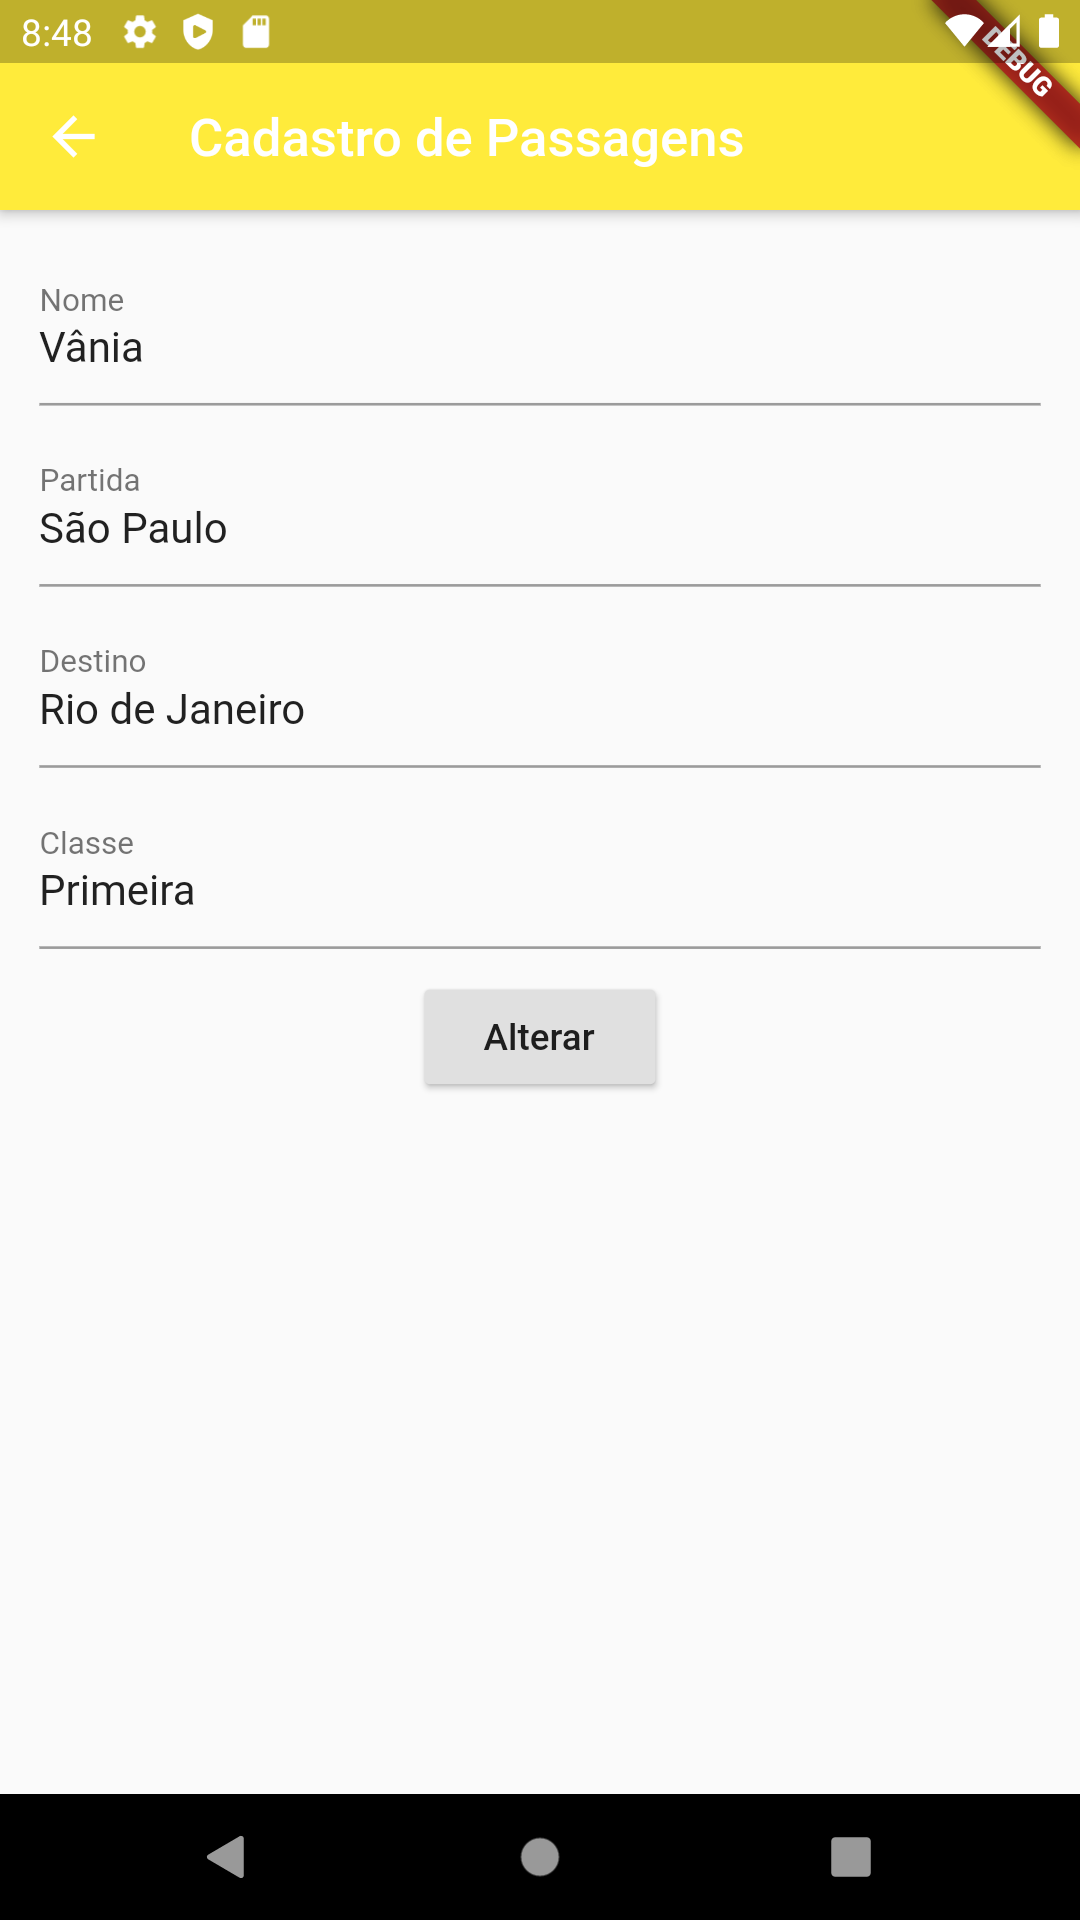 8:48
DEBUG
Cadastro de Passagens
Nome
Vânia
Partida
São Paulo
Destino
Rio de Janeiro
Classe
Primeira
Alterar